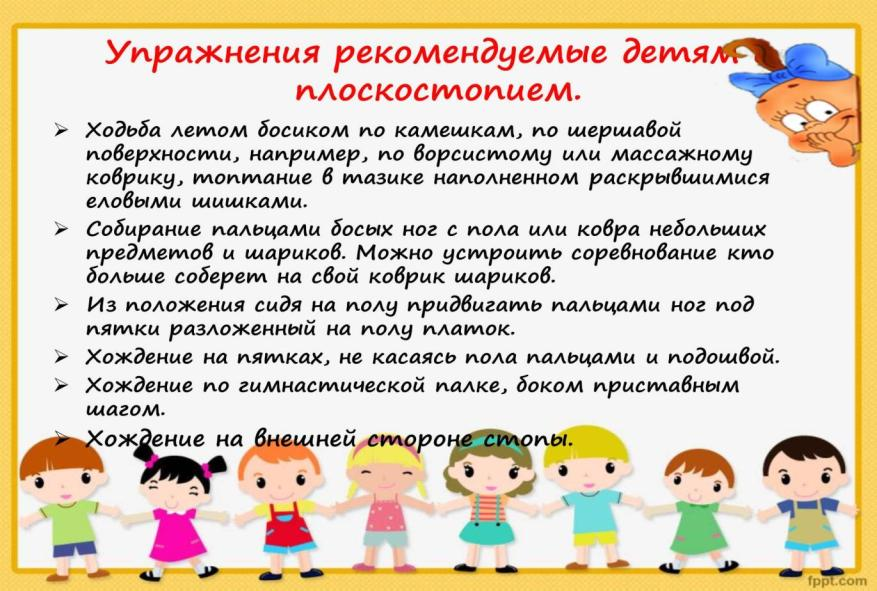 Упражнения рекомендуемые детям
плоскостопием.
➢ Ходьба летом босиком по камешкам, по шершавой
поверхности, например, по ворсистому или массажному
коврику, топтание в тазике наполненном раскрывшимися
еловыми шишками.
➢ Собирание пальцами босых ног с пола или ковра небольших
предметов и шариков. Можно устроить соревнование кто
больше соберет на свой коврик шариков.
➢ Из положения сидя на полу придвигать пальцами ног под
пятки разложенный на полу платок.
➢ Хождение на пятках, не касаясь пола пальцами и подошвой.
➢ Хождение по гимнастической палке, боком приставным
шагом.
➢ Хождение на внешней стороне стопы.
fppt.com